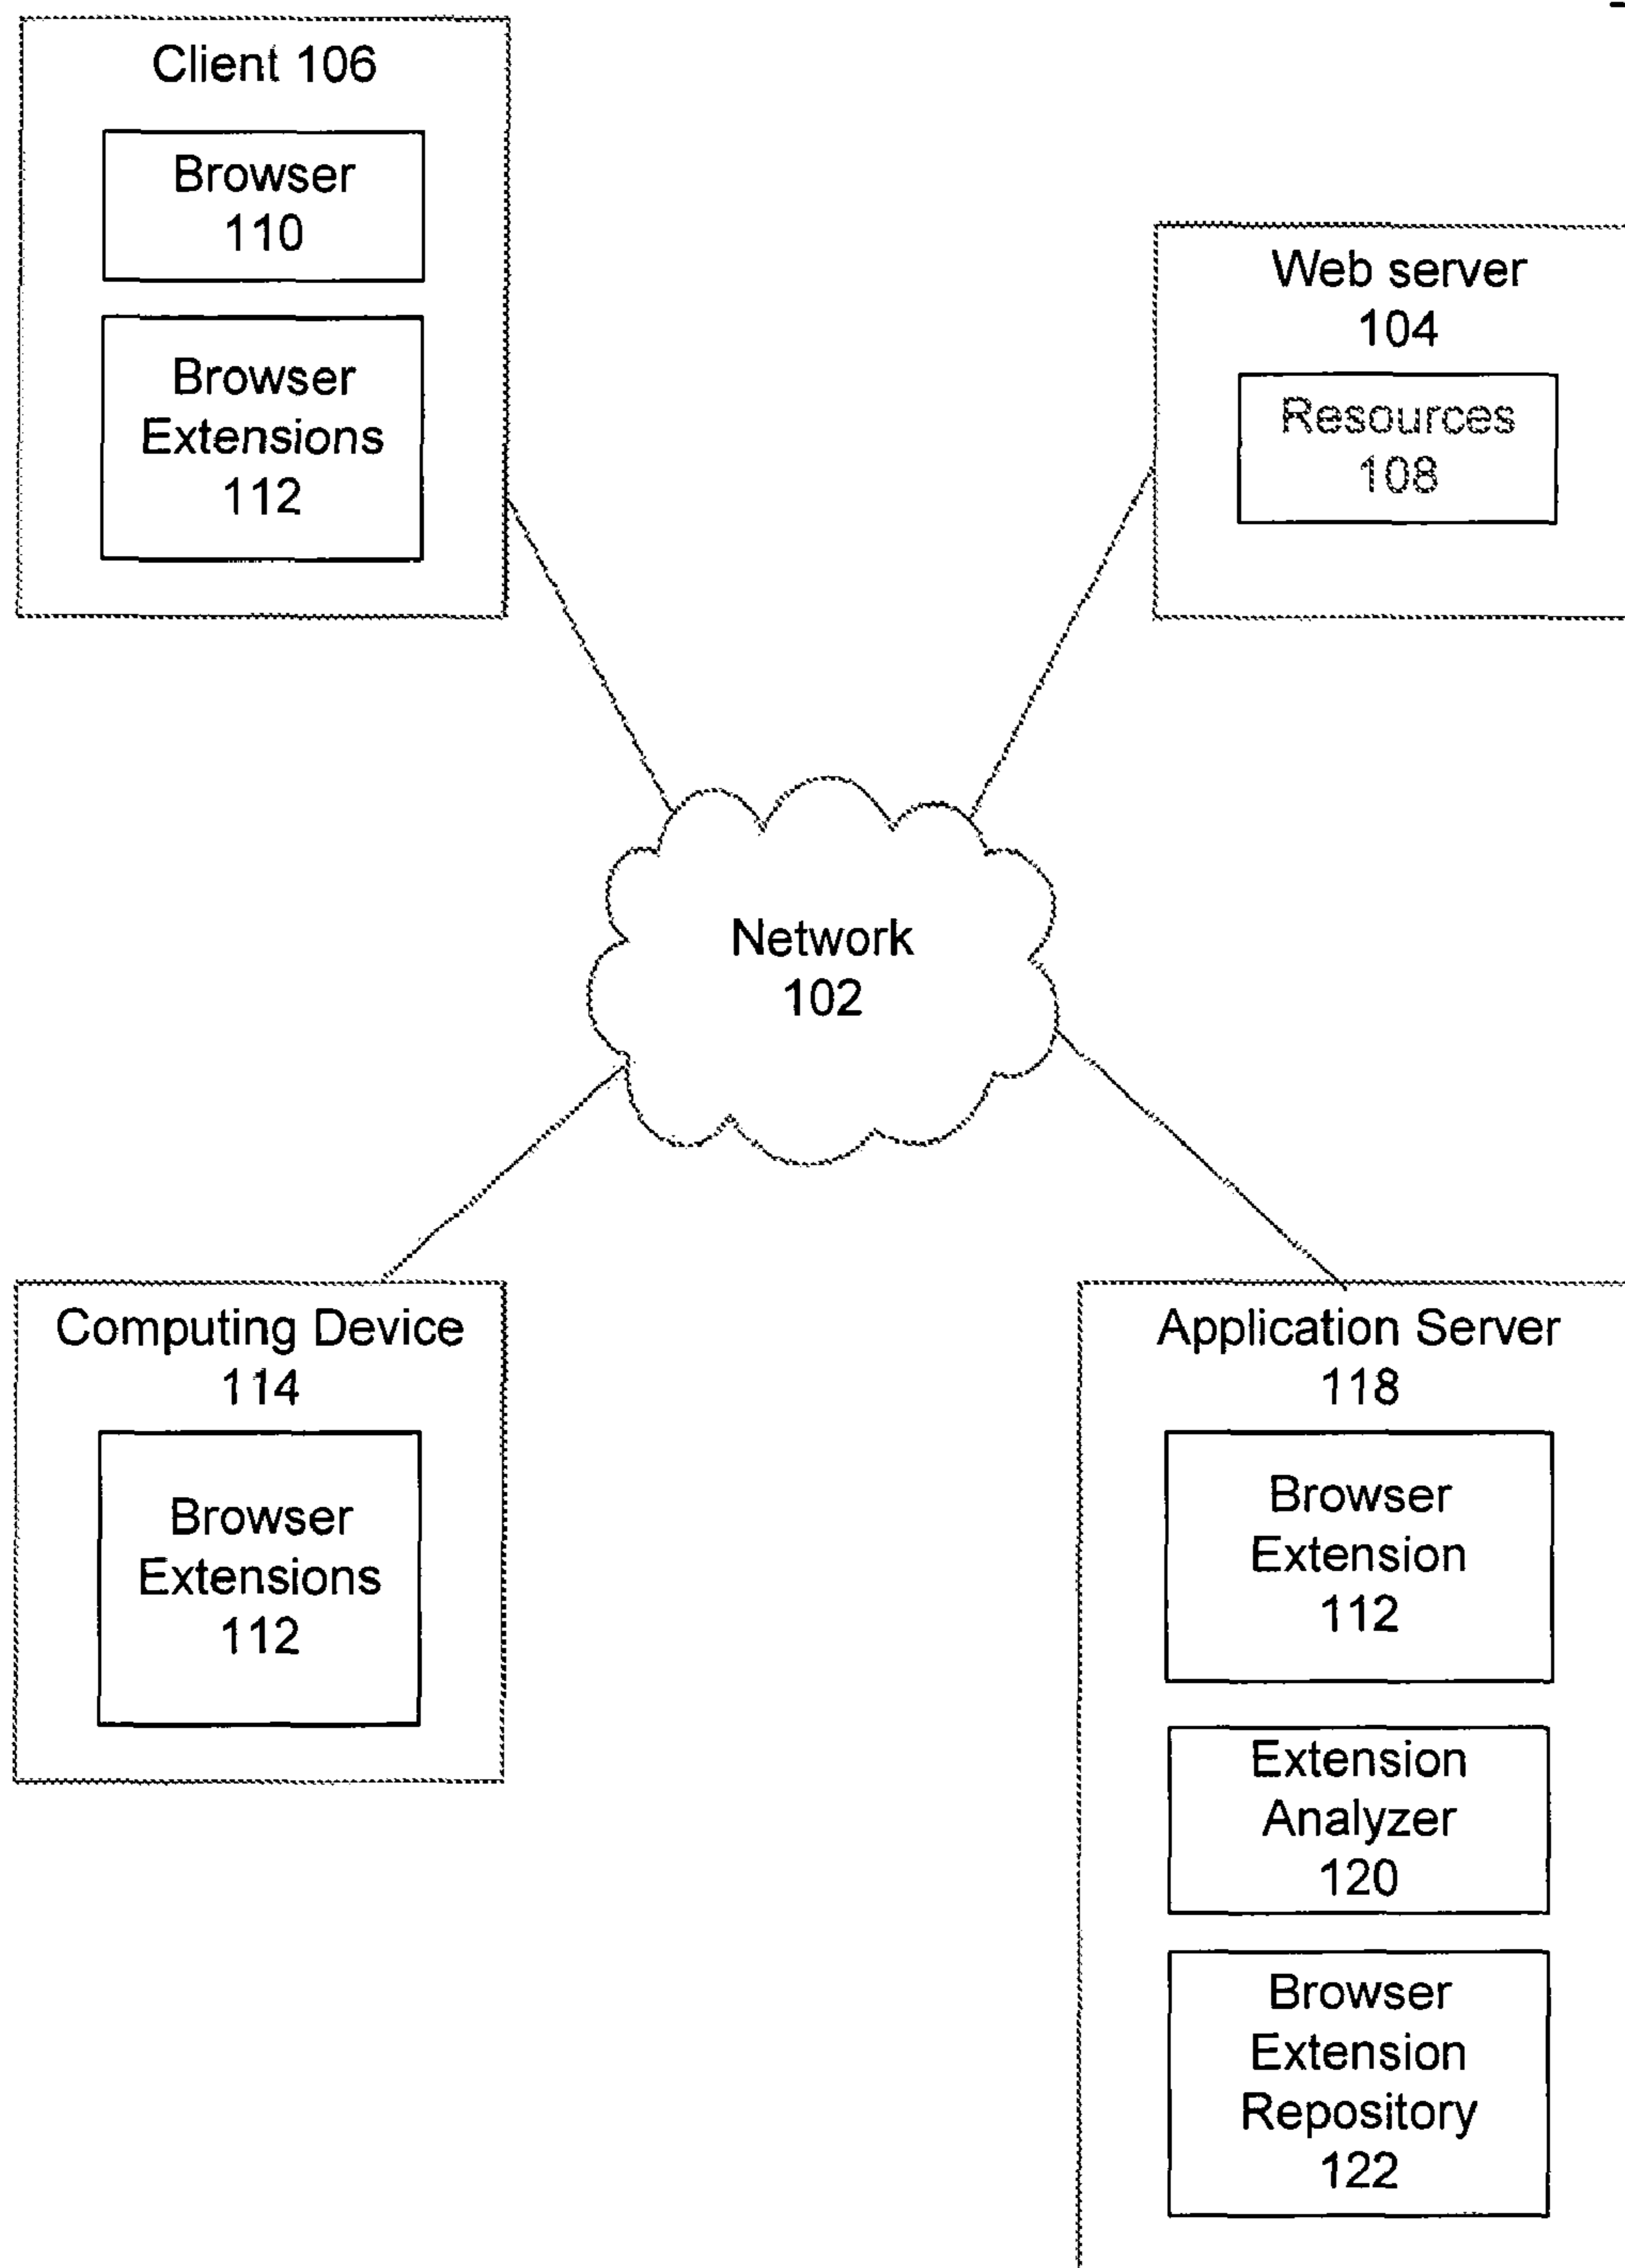 Client 106
Browser
110
Browser
Extensions
112
Web server
104
Resources
108
Network
102
Computing Device
114
Browser
Extensions
112
Application Server
118
Browser
Extension
112
Extension
Analyzer
120
Browser
Extension
Repository
122